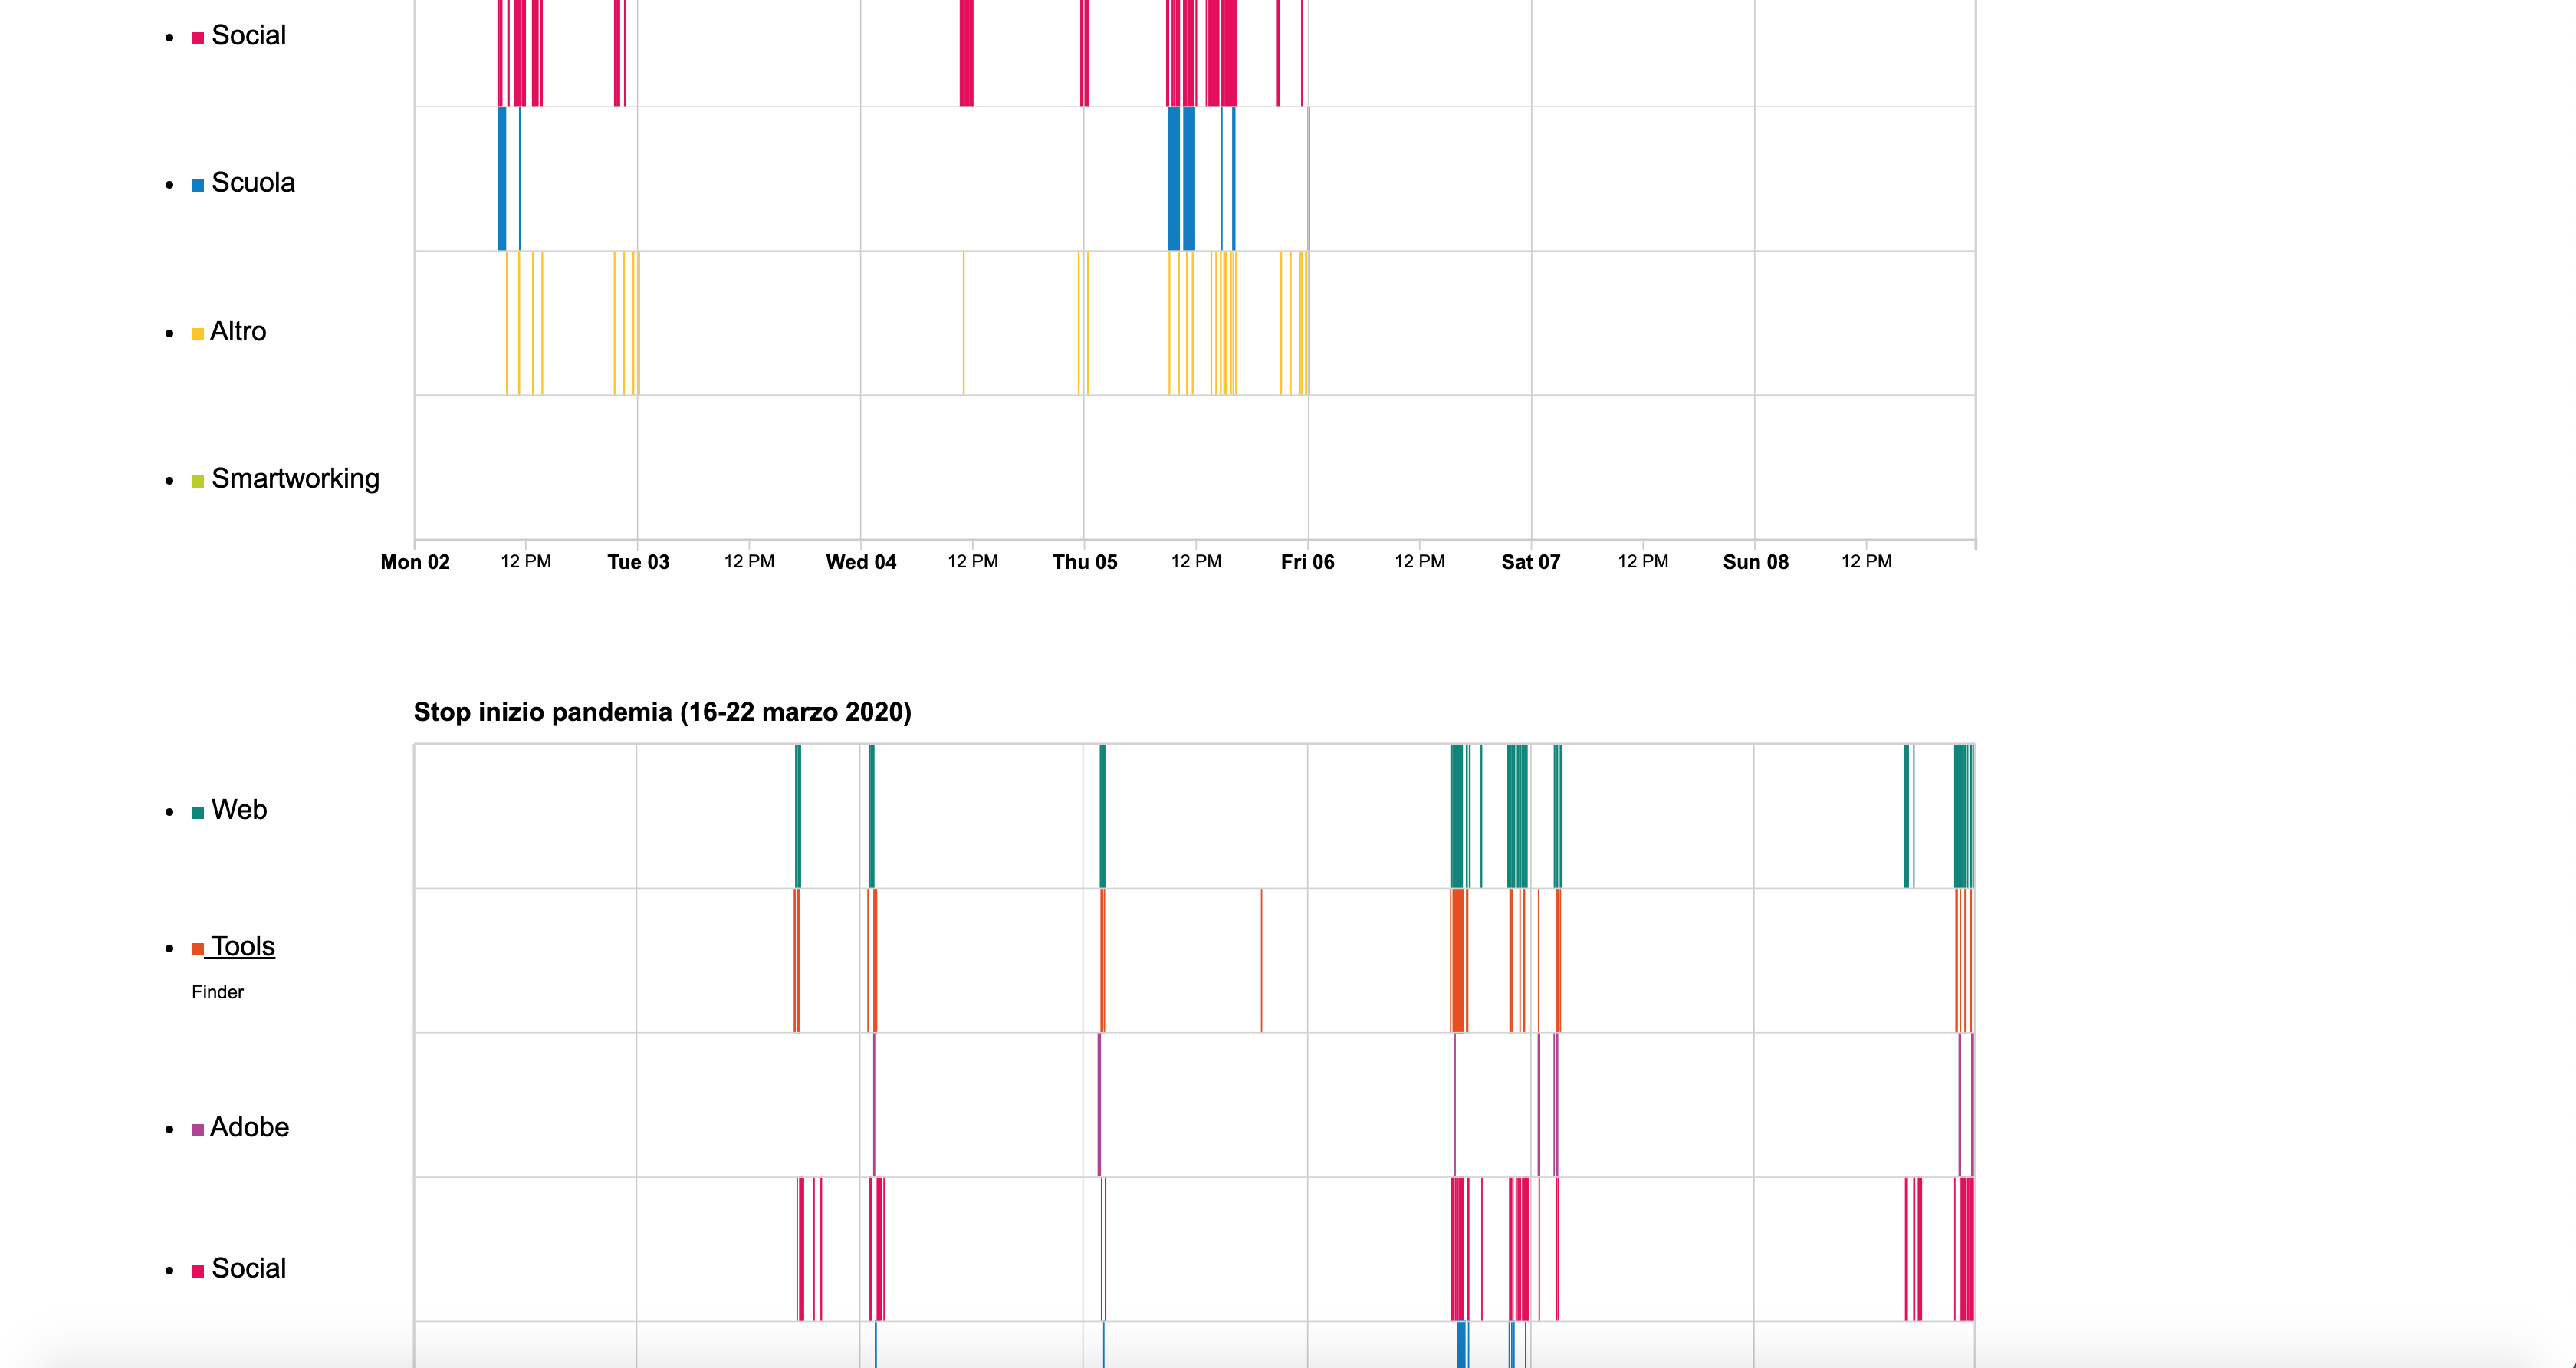 Social
Scuola
Altro
Smartworking
Mon 02 12 PM Tue 03 12 PM Wed 04 12 PM Thu 05 12 PM Fri 06 12 PM Sat 07 12 PM Sun 08 12 PM
Stop inizio pandemia (16-22 marzo 2020)
Web
Tools
Finder
Adobe
Social